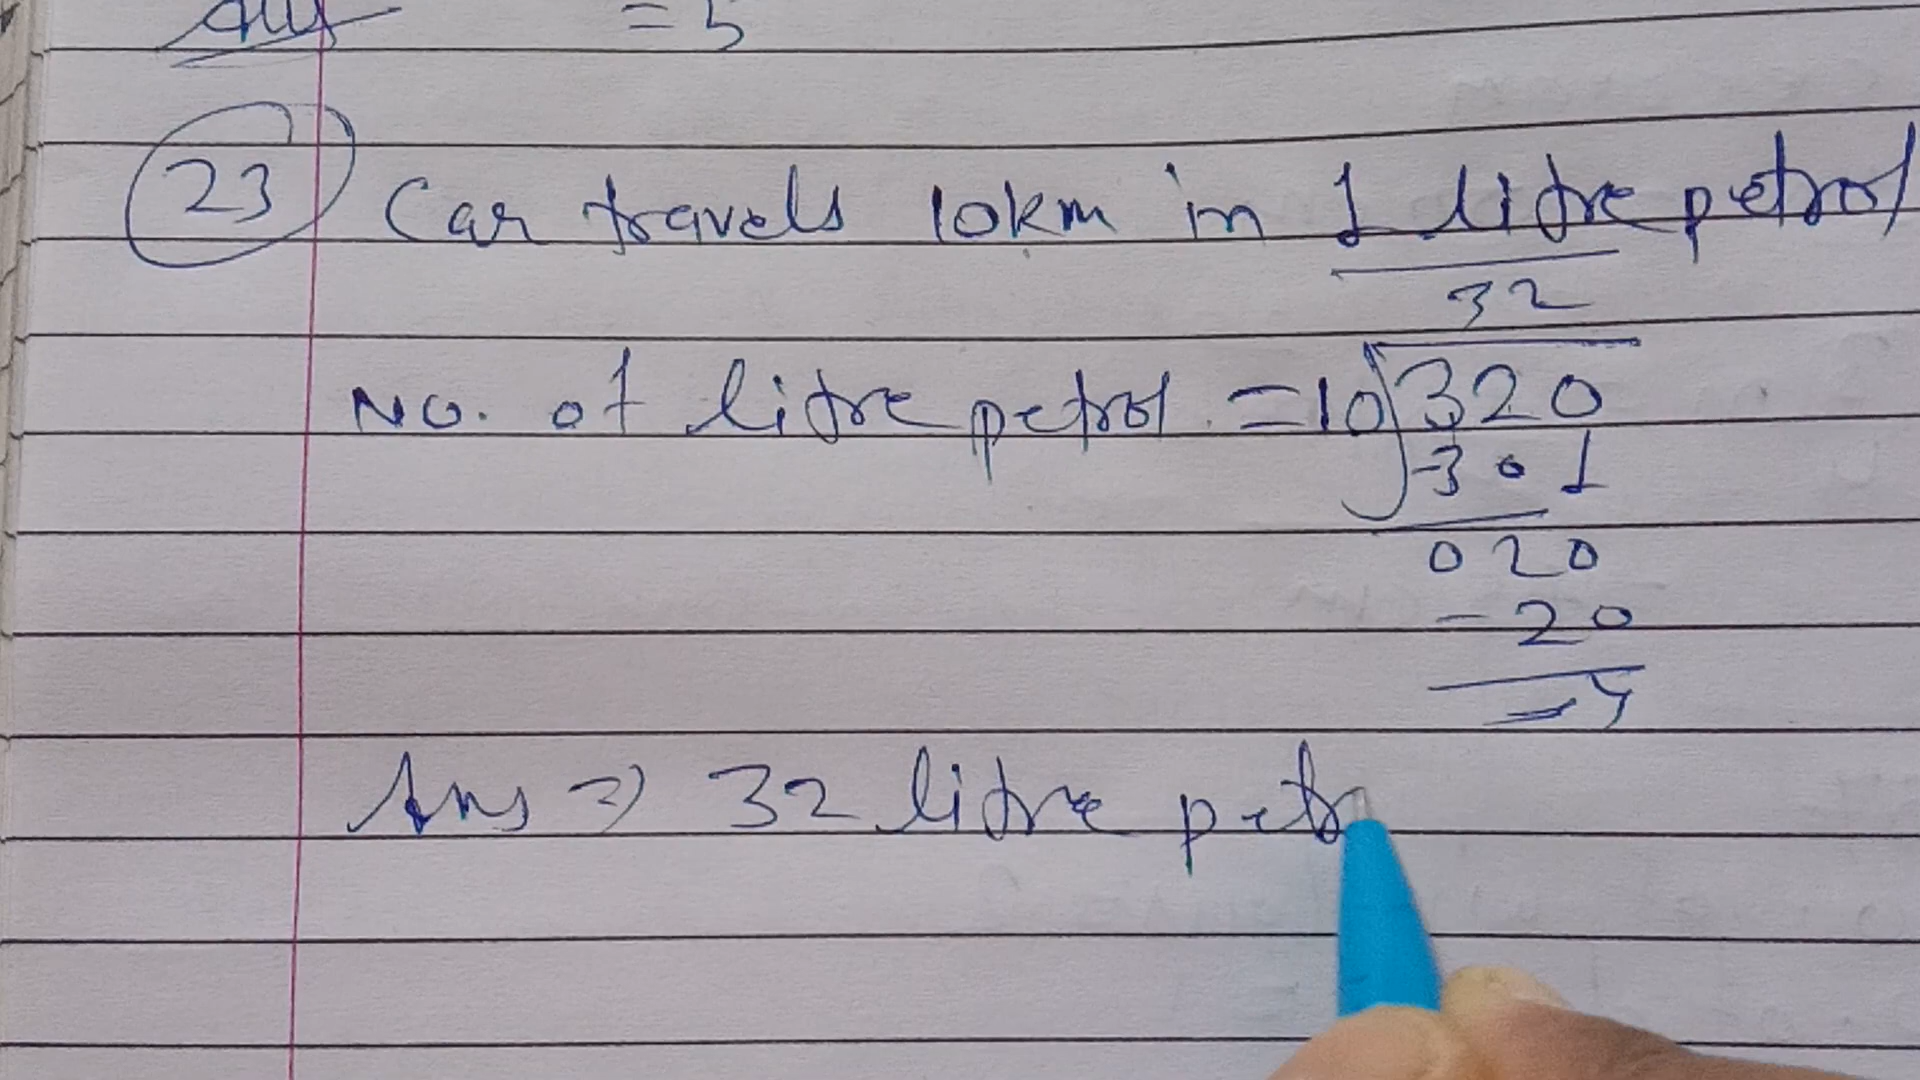 Ans = 5
23 Car travels 10km in 1 litre petrol
32
No. of litre petrol = 10)320
-30↓
020
-20
Ans ⇒ 32 litre petr